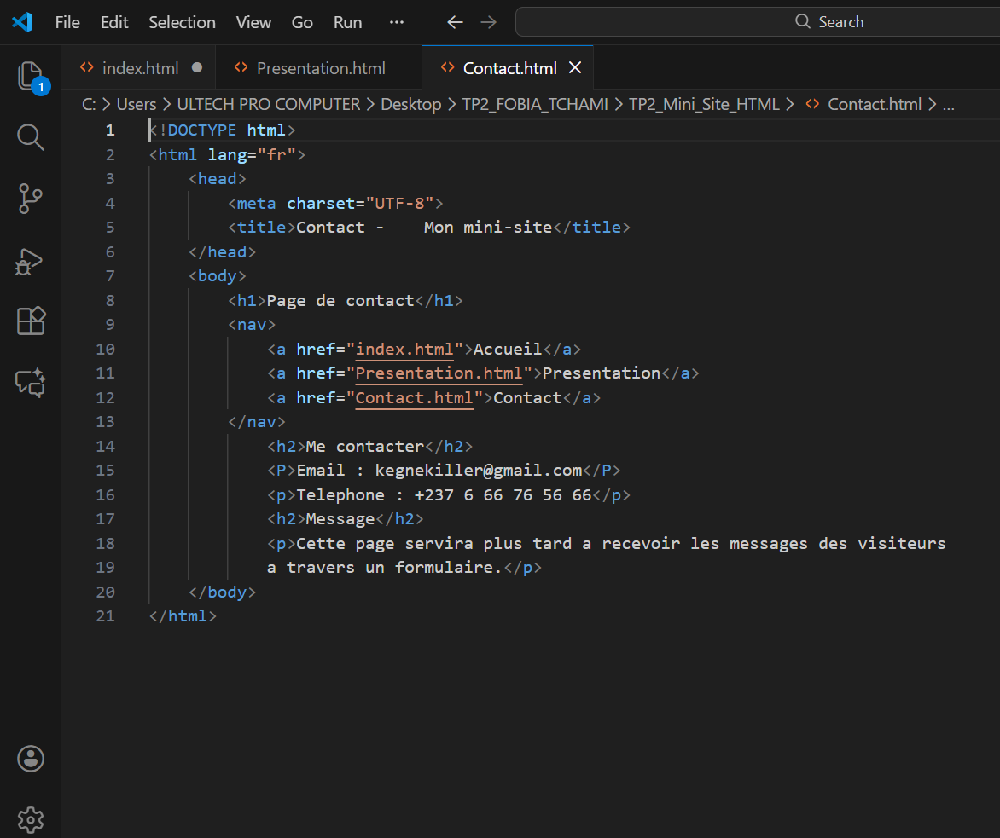 File Edit Selection View Go Run ··· Search
index.html Presentation.html Contact.html
1
C: > Users > ULTECH PRO COMPUTER > Desktop > TP2_FOBIA_TCHAMI > TP2_Mini_Site_HTML > Contact.html > ...
1 <!DOCTYPE html>
2 <html lang="fr">
3 <head>
4 <meta charset="UTF-8">
5 <title>Contact -    Mon mini-site</title>
6 </head>
7 <body>
8 <h1>Page de contact</h1>
9 <nav>
10 <a href="index.html">Accueil</a>
11 <a href="Presentation.html">Presentation</a>
12 <a href="Contact.html">Contact</a>
13 </nav>
14 <h2>Me contacter</h2>
15 <P>Email : kegnekiller@gmail.com</P>
16 <p>Telephone : +237 6 66 76 56 66</p>
17 <h2>Message</h2>
18 <p>Cette page servira plus tard a recevoir les messages des visiteurs
19 a travers un formulaire.</p>
20 </body>
21 </html>